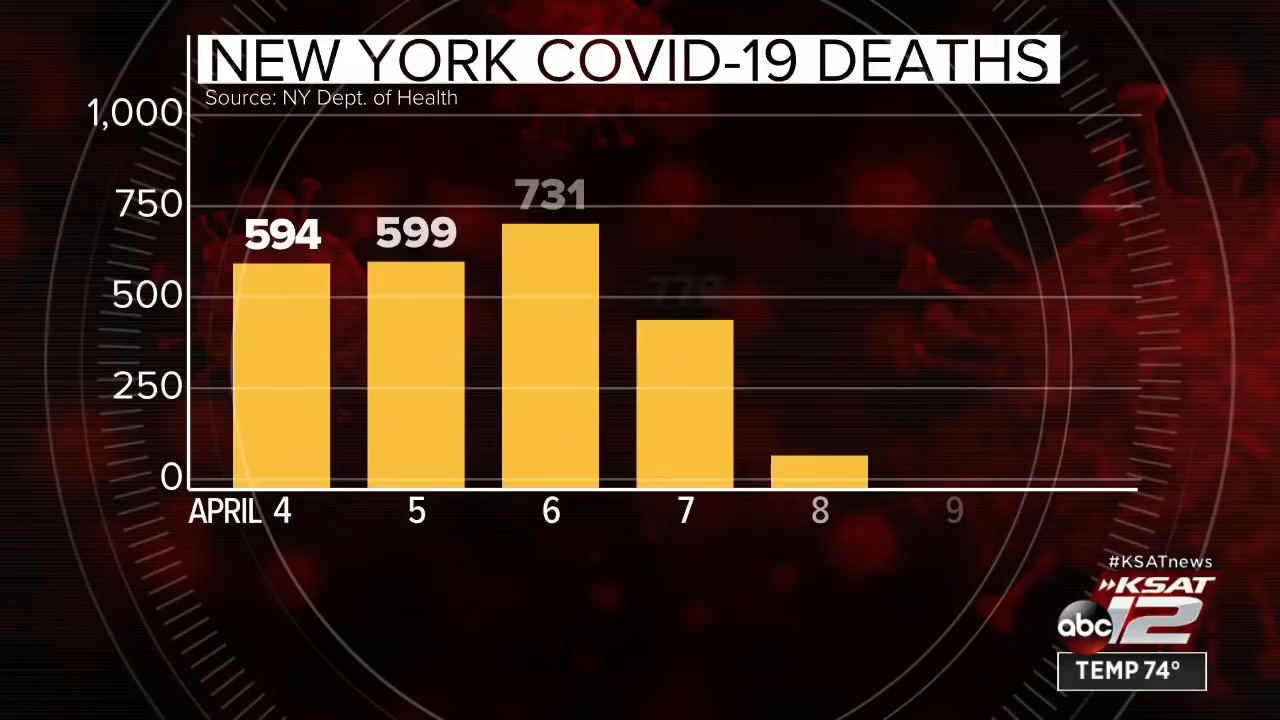 NEW YORK COVID-19 DEATHS
Source: NY Dept. of Health
1,000
750
500
250
0
594
599
731
779
APRIL 4
5
6
7
8
9
#KSATnews
KSAT
abc 12
TEMP 74°